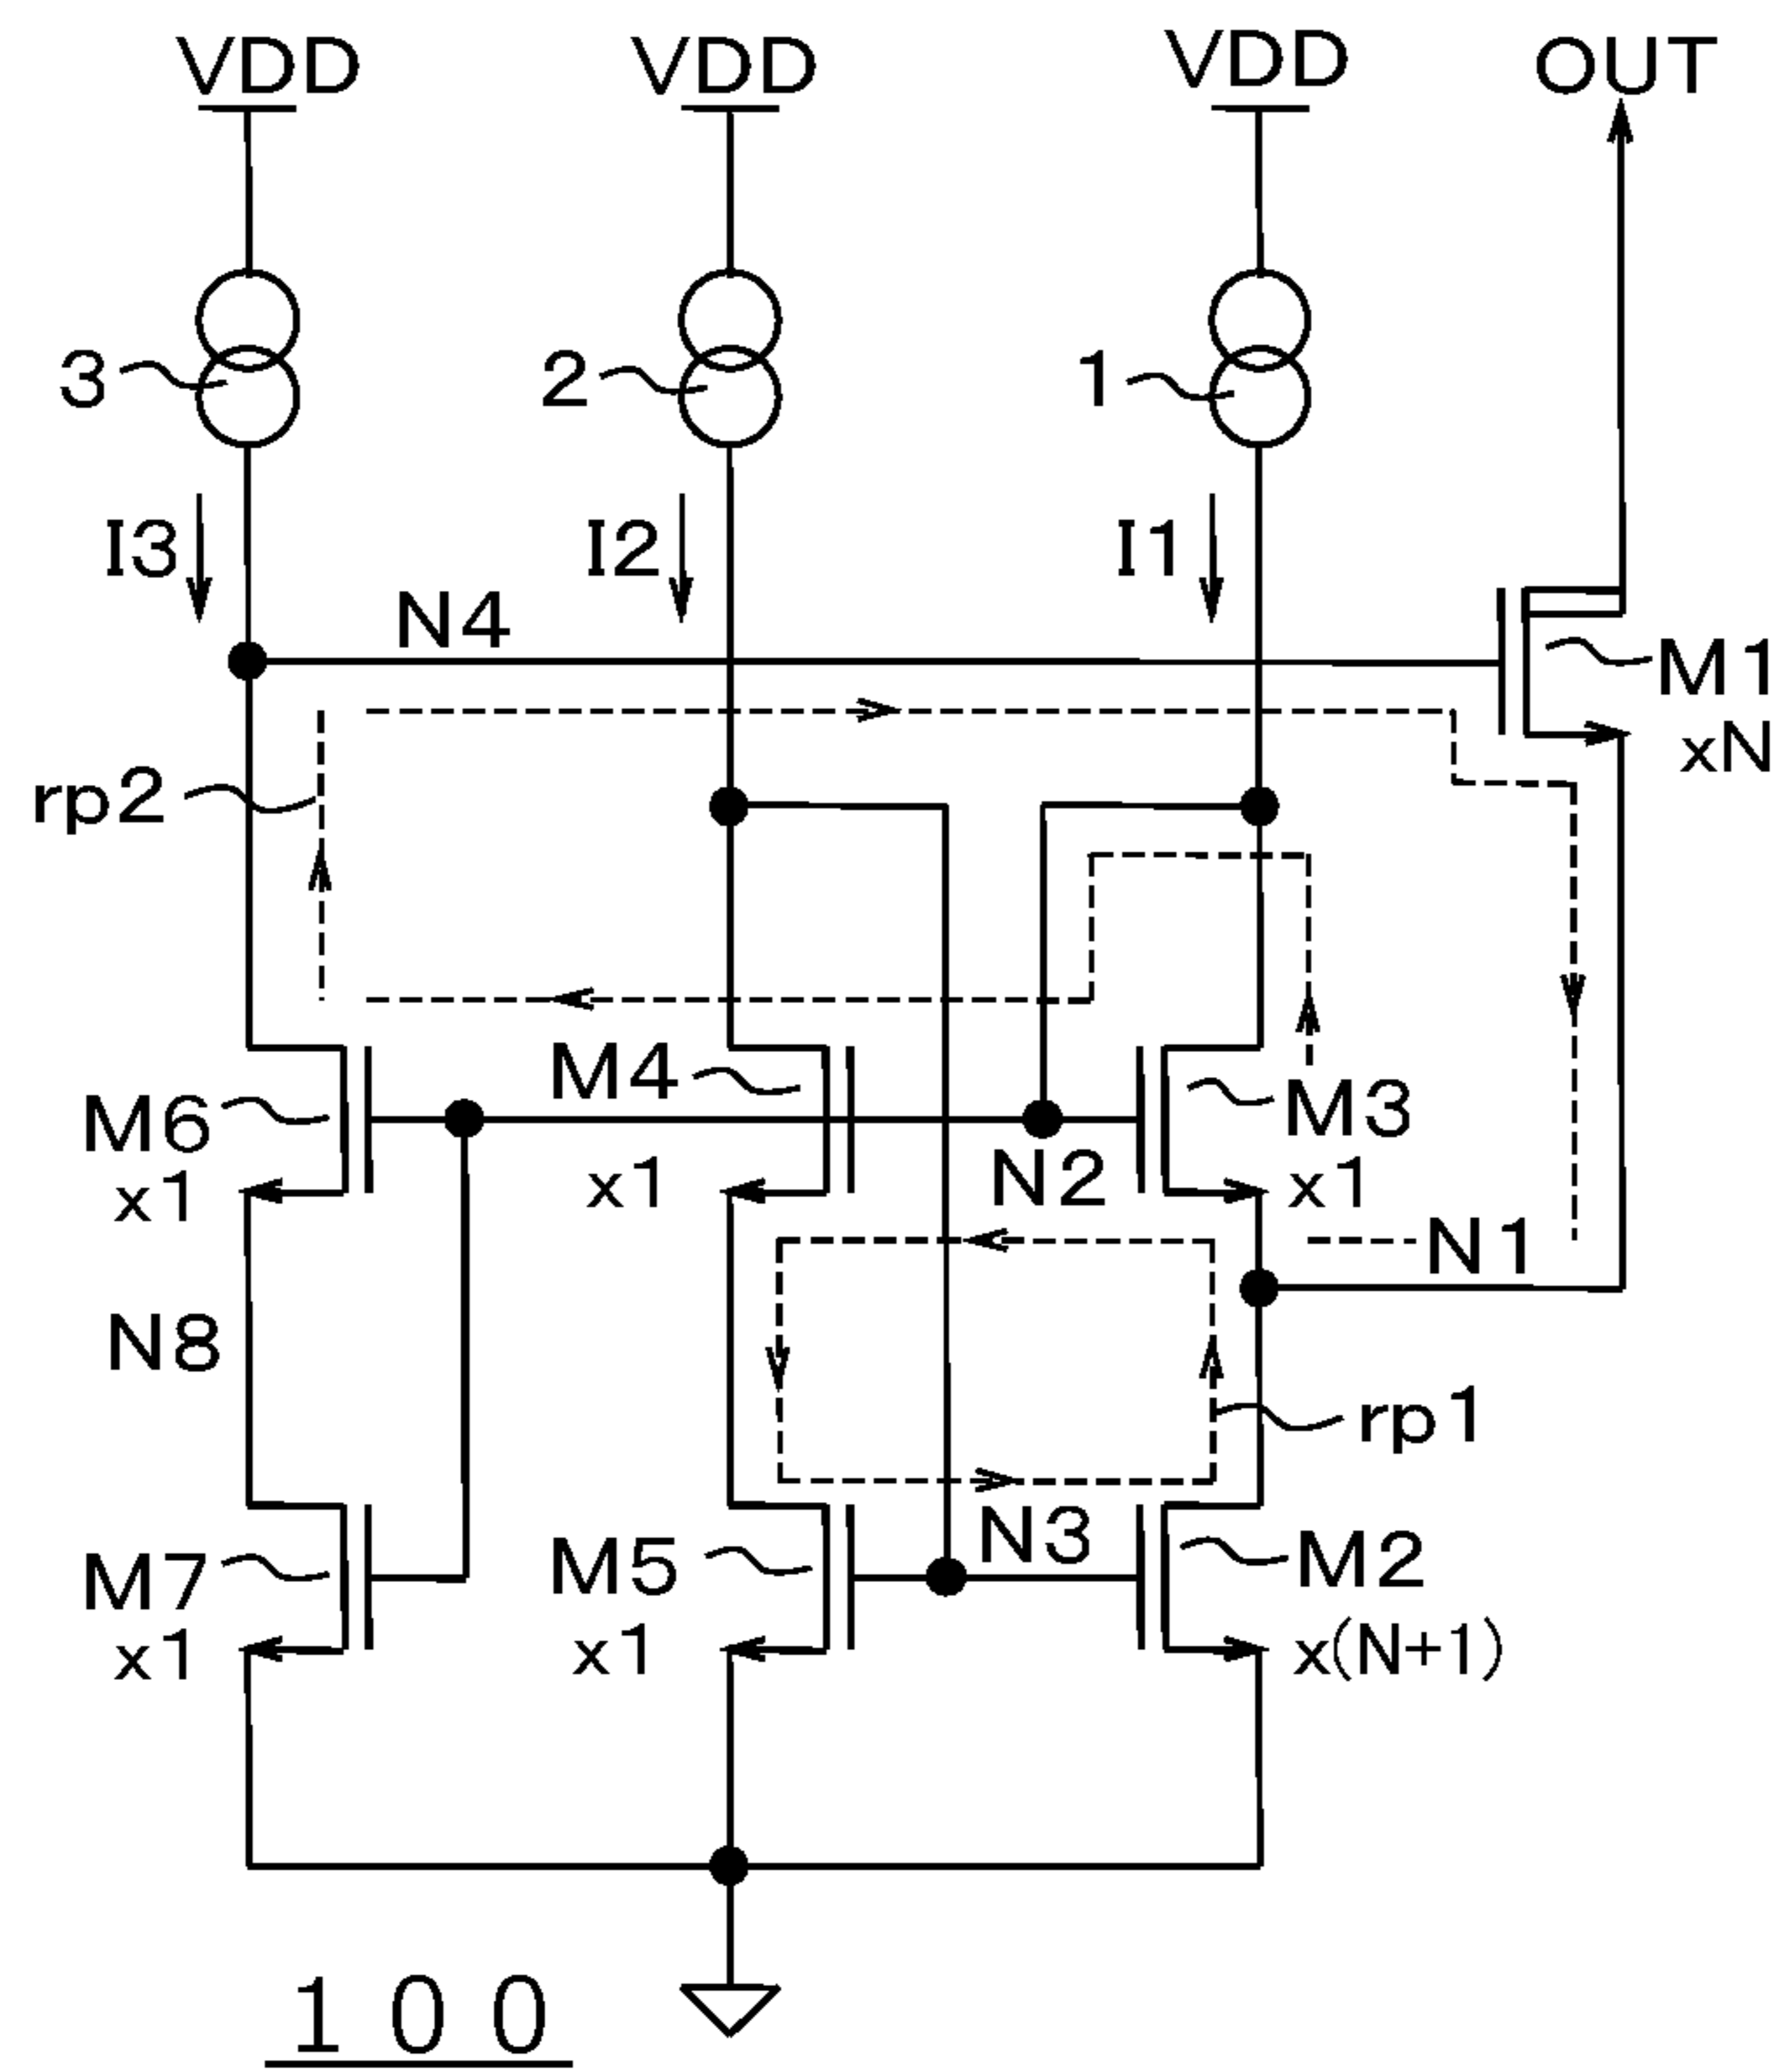 VDD VDD VDD OUT
3 2 1
I3 I2 I1
N4
M1
xN
rp2
M4 M3
M6
x1 x1 N2 x1
N1
N8
rp1
N3
M7 M5 M2
x1 x1 x(N+1)
100